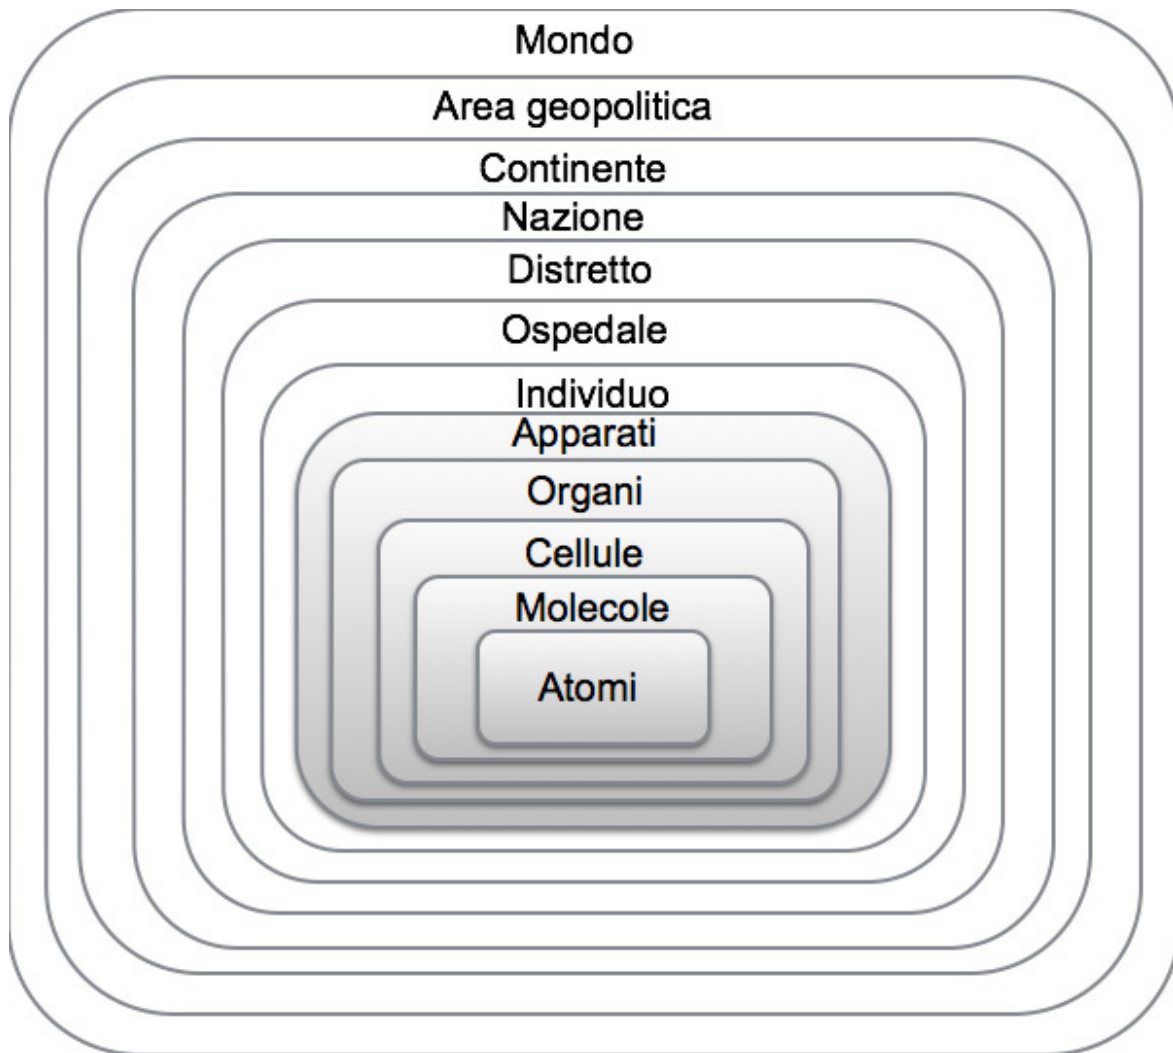 Mondo
Area geopolitica
Continente
Nazione
Distretto
Ospedale
Individuo
Apparati
Organi
Cellule
Molecole
Atomi